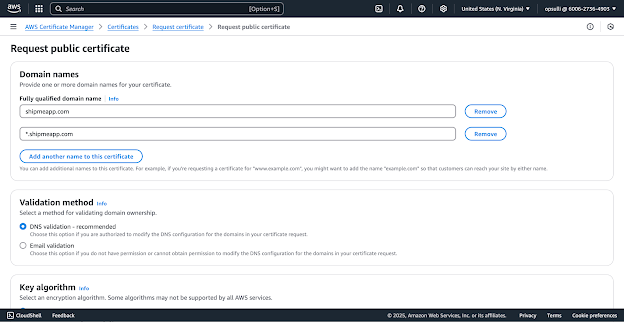 aws
Search
[Option+S]
United States (N. Virginia)
opsulli @ 6006-2736-4903
AWS Certificate Manager
Certificates
Request certificate
Request public certificate
Request public certificate
Domain names
Provide one or more domain names for your certificate.
Fully qualified domain name
Info
shipmeapp.com
Remove
*.shipmeapp.com
Remove
Add another name to this certificate
You can add additional names to this certificate. For example, if you're requesting a certificate for "www.example.com", you might want to add the name "example.com" so that customers can reach your site by either name.
Validation method
Info
Select a method for validating domain ownership.
DNS validation - recommended
Choose this option if you are authorized to modify the DNS configuration for the domains in your certificate request.
Email validation
Choose this option if you do not have permission or cannot obtain permission to modify the DNS configuration for the domains in your certificate request.
Key algorithm
Info
Select an encryption algorithm. Some algorithms may not be supported by all AWS services.
CloudShell
Feedback
© 2025, Amazon Web Services, Inc. or its affiliates.
Privacy
Terms
Cookie preferences